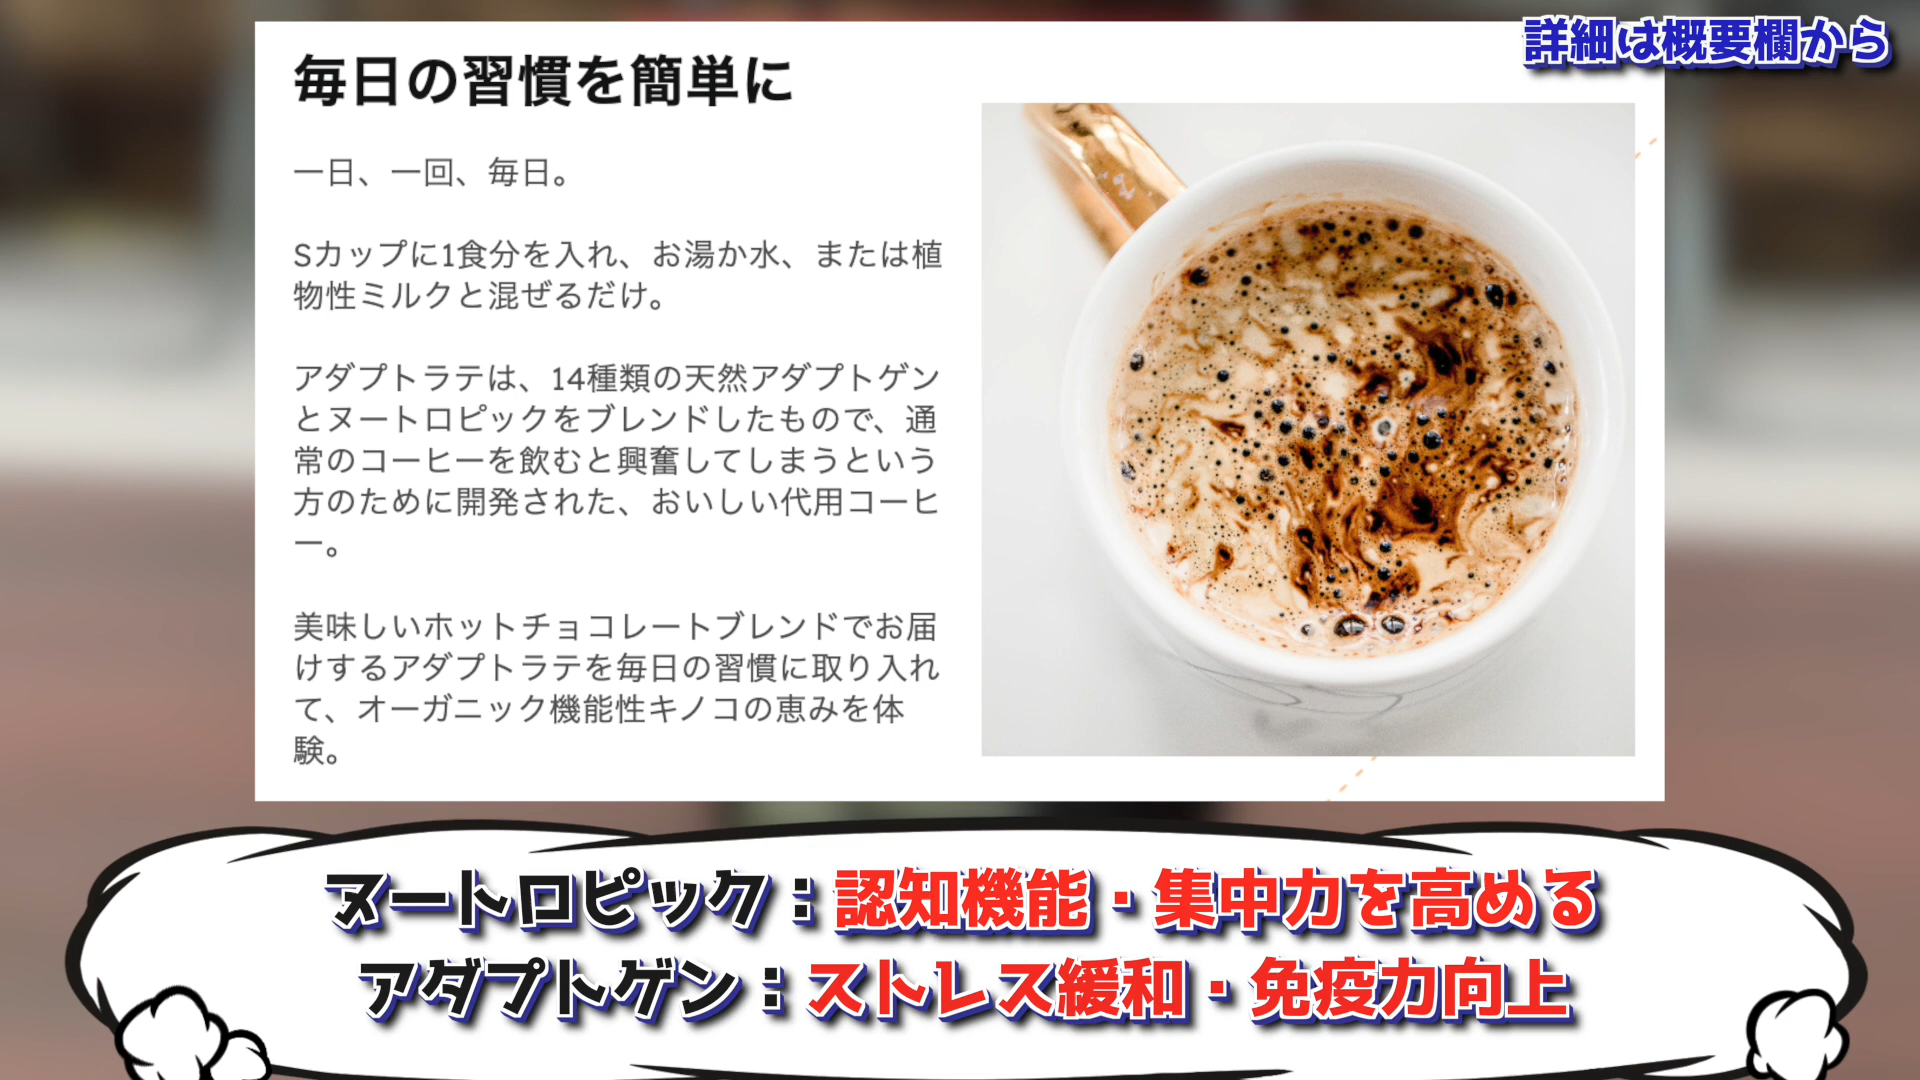 詳細は概要欄から
毎日の習慣を簡単に
一日、一回、毎日。
Sカップに1食分を入れ、お湯か水、または植
物性ミルクと混ぜるだけ。
アダプトラテは、14種類の天然アダプトゲン
とヌートロピックをブレンドしたもので、通
常のコーヒーを飲むと興奮してしまうという
方のために開発された、おいしい代用コーヒ
ー。
美味しいホットチョコレートブレンドでお届
けするアダプトラテを毎日の習慣に取り入れ
て、オーガニック機能性キノコの恵みを体
験。
ヌートロピック：認知機能・集中力を高める
アダプトゲン：ストレス緩和・免疫力向上